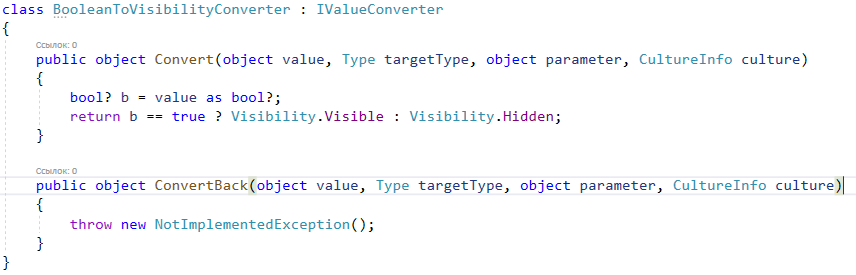 class BooleanToVisibilityConverter : IValueConverter
{
Ссылок: 0
public object Convert(object value, Type targetType, object parameter, CultureInfo culture)
{
bool? b = value as bool?;
return b == true ? Visibility.Visible : Visibility.Hidden;
}
Ссылок: 0
public object ConvertBack(object value, Type targetType, object parameter, CultureInfo culture)
{
throw new NotImplementedException();
}
}